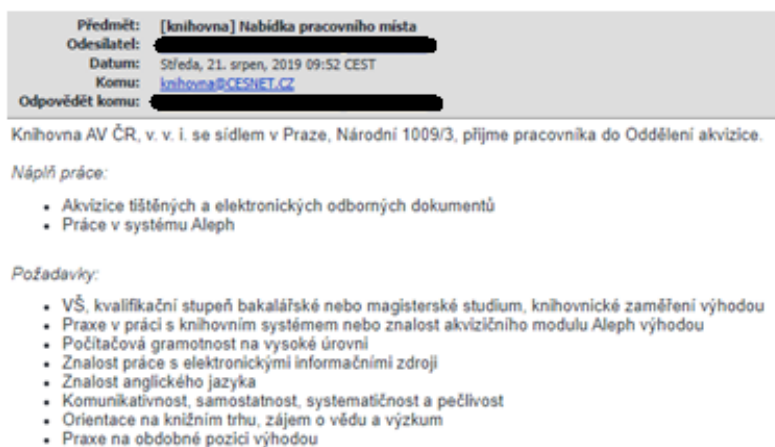 Předmět: [knihovna] Nabídka pracovního místa
Odesílatel:
Datum: Středa, 21. srpen, 2019 09:52 CEST
Komu: knihovna@CESNET.CZ
Odpovědět komu:
Knihovna AV ČR, v. v. i. se sídlem v Praze, Národní 1009/3, přijme pracovníka do Oddělení akvizice.
Náplň práce:
• Akvizice tištěných a elektronických odborných dokumentů
• Práce v systému Aleph
Požadavky:
• VŠ, kvalifikační stupeň bakalářské nebo magisterské studium, knihovnické zaměření výhodou
• Praxe v práci s knihovním systémem nebo znalost akvizičního modulu Aleph výhodou
• Počítačová gramotnost na vysoké úrovni
• Znalost práce s elektronickými informačními zdroji
• Znalost anglického jazyka
• Komunikativnost, samostatnost, systematičnost a pečlivost
• Orientace na knižním trhu, zájem o vědu a výzkum
• Praxe na obdobné pozici výhodou